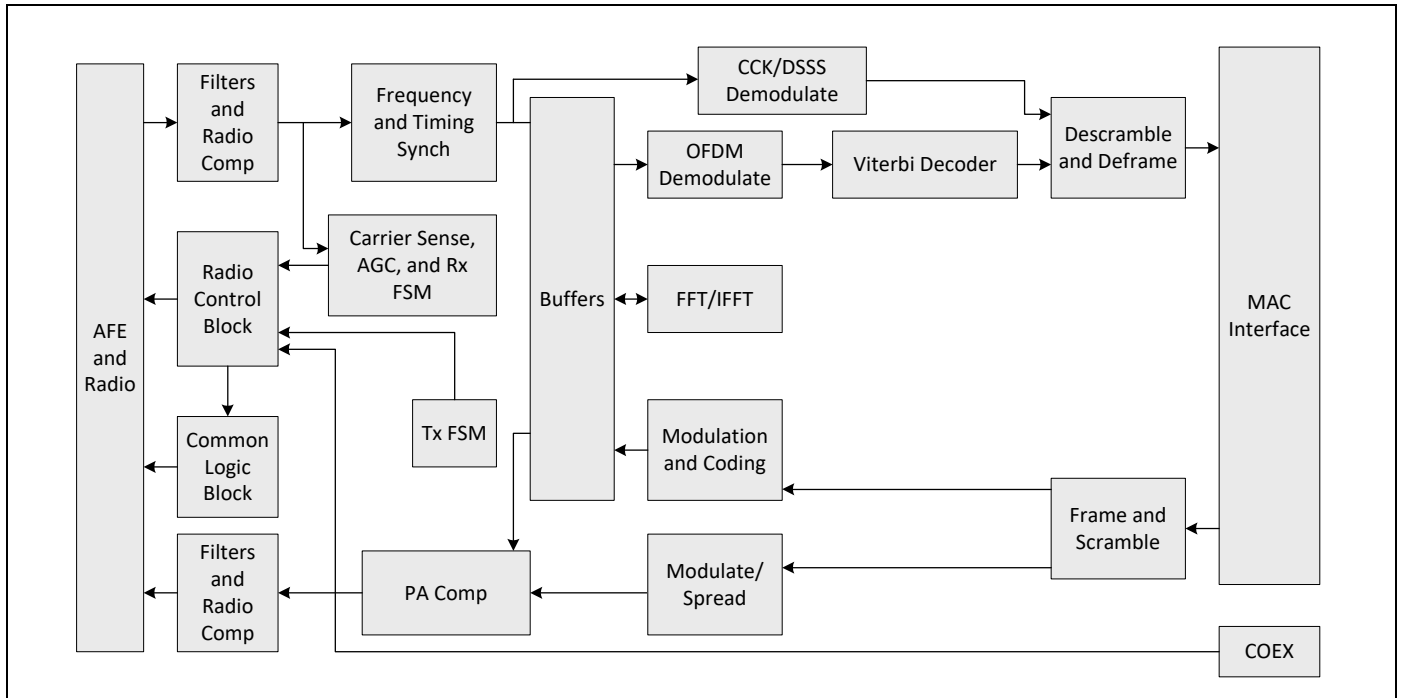 Filters
and
Radio
Comp
Frequency
and Timing
Synch
CCK/DSSS
Demodulate
OFDM
Demodulate
Viterbi Decoder
Descramble
and Deframe
Carrier Sense,
AGC, and Rx
FSM
Radio
Control
Block
Buffers
FFT/IFFT
MAC
Interface
AFE
and
Radio
Tx FSM
Common
Logic
Block
Modulation
and Coding
Frame and
Scramble
Filters
and
Radio
Comp
PA Comp
Modulate/
Spread
COEX